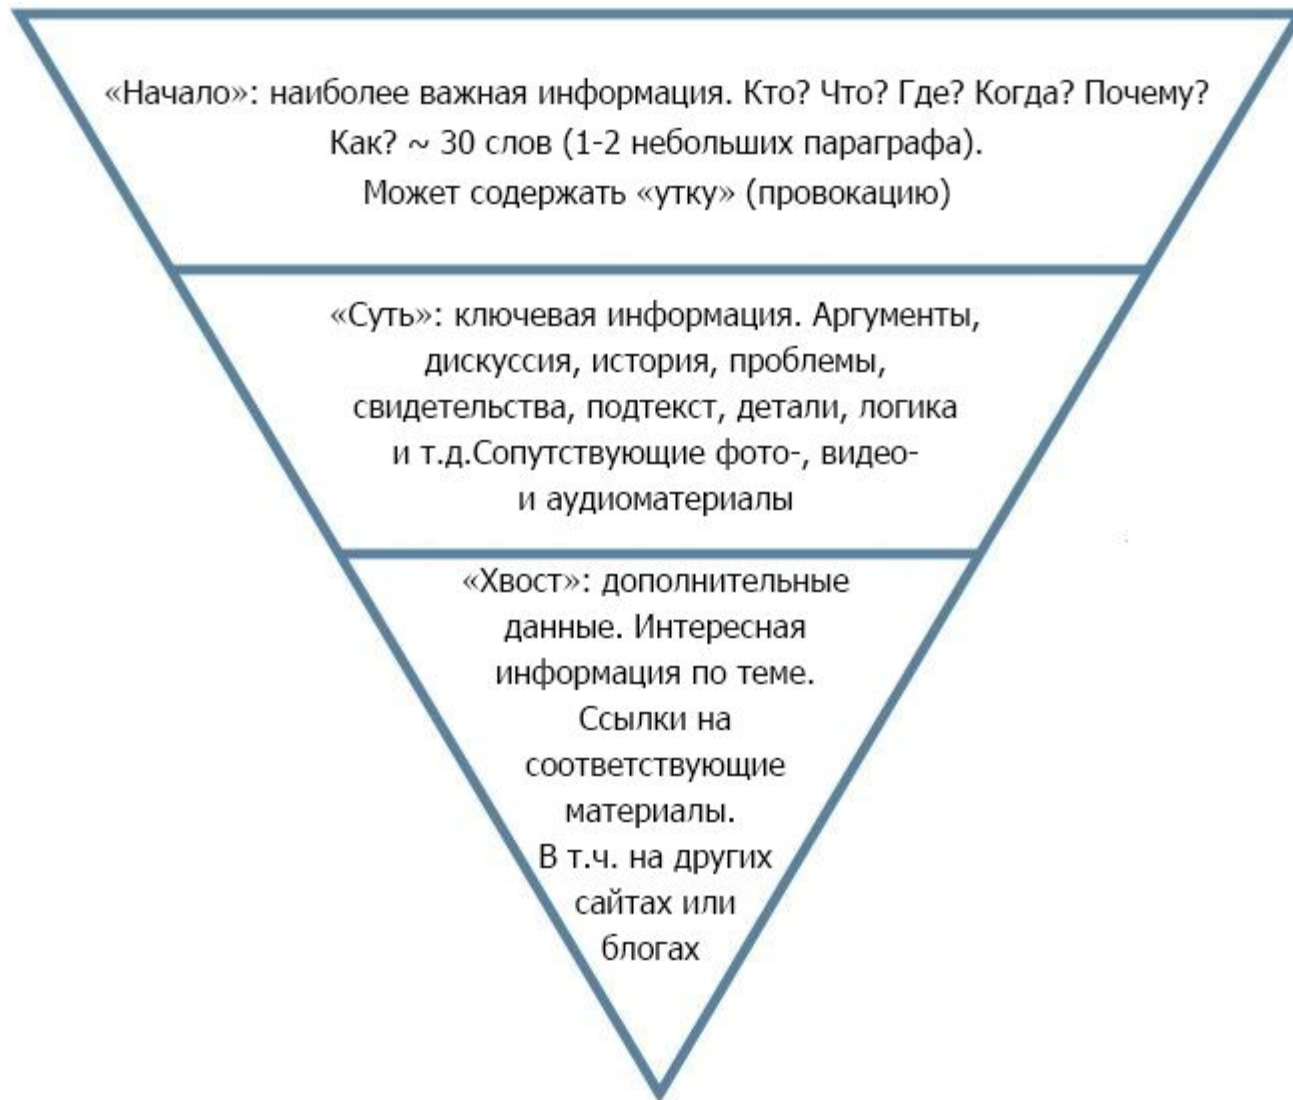 «Начало»: наиболее важная информация. Кто? Что? Где? Когда? Почему?
Как? ~ 30 слов (1-2 небольших параграфа).
Может содержать «утку» (провокацию)
«Суть»: ключевая информация. Аргументы,
дискуссия, история, проблемы,
свидетельства, подтекст, детали, логика
и т.д.Сопутствующие фото-, видео-
и аудиоматериалы
«Хвост»: дополнительные
данные. Интересная
информация по теме.
Ссылки на
соответствующие
материалы.
В т.ч. на других
сайтах или
блогах